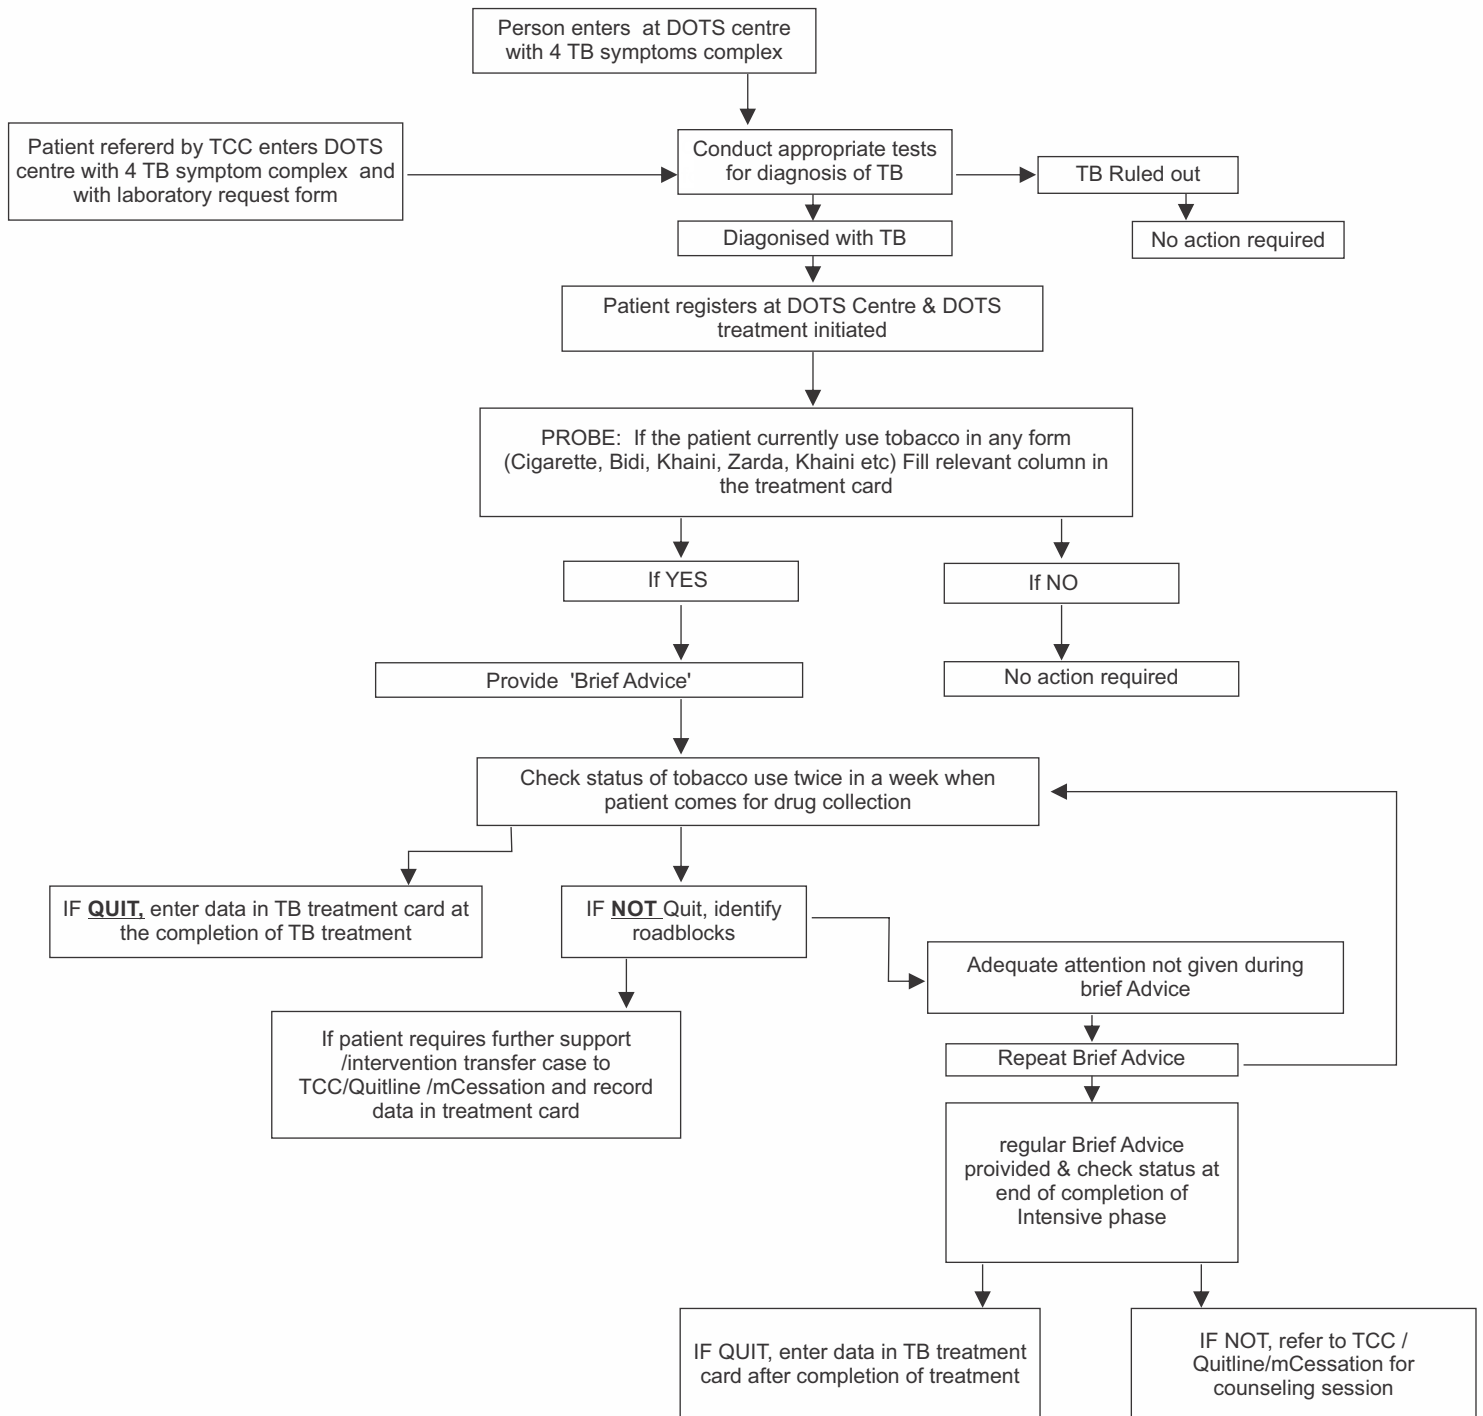 Person enters at DOTS centre
with 4 TB symptoms complex
Patient refererd by TCC enters DOTS
centre with 4 TB symptom complex and
with laboratory request form
Conduct appropriate tests
for diagnosis of TB
TB Ruled out
No action required
Diagonised with TB
Patient registers at DOTS Centre & DOTS
treatment initiated
PROBE: If the patient currently use tobacco in any form
(Cigarette, Bidi, Khaini, Zarda, Khaini etc) Fill relevant column in
the treatment card
If YES
If NO
Provide 'Brief Advice'
No action required
Check status of tobacco use twice in a week when
patient comes for drug collection
IF QUIT, enter data in TB treatment card at
the completion of TB treatment
IF NOT Quit, identify
roadblocks
Adequate attention not given during
brief Advice
If patient requires further support
/intervention transfer case to
TCC/Quitline /mCessation and record
data in treatment card
Repeat Brief Advice
regular Brief Advice
proivided & check status at
end of completion of
Intensive phase
IF QUIT, enter data in TB treatment
card after completion of treatment
IF NOT, refer to TCC /
Quitline/mCessation for
counseling session